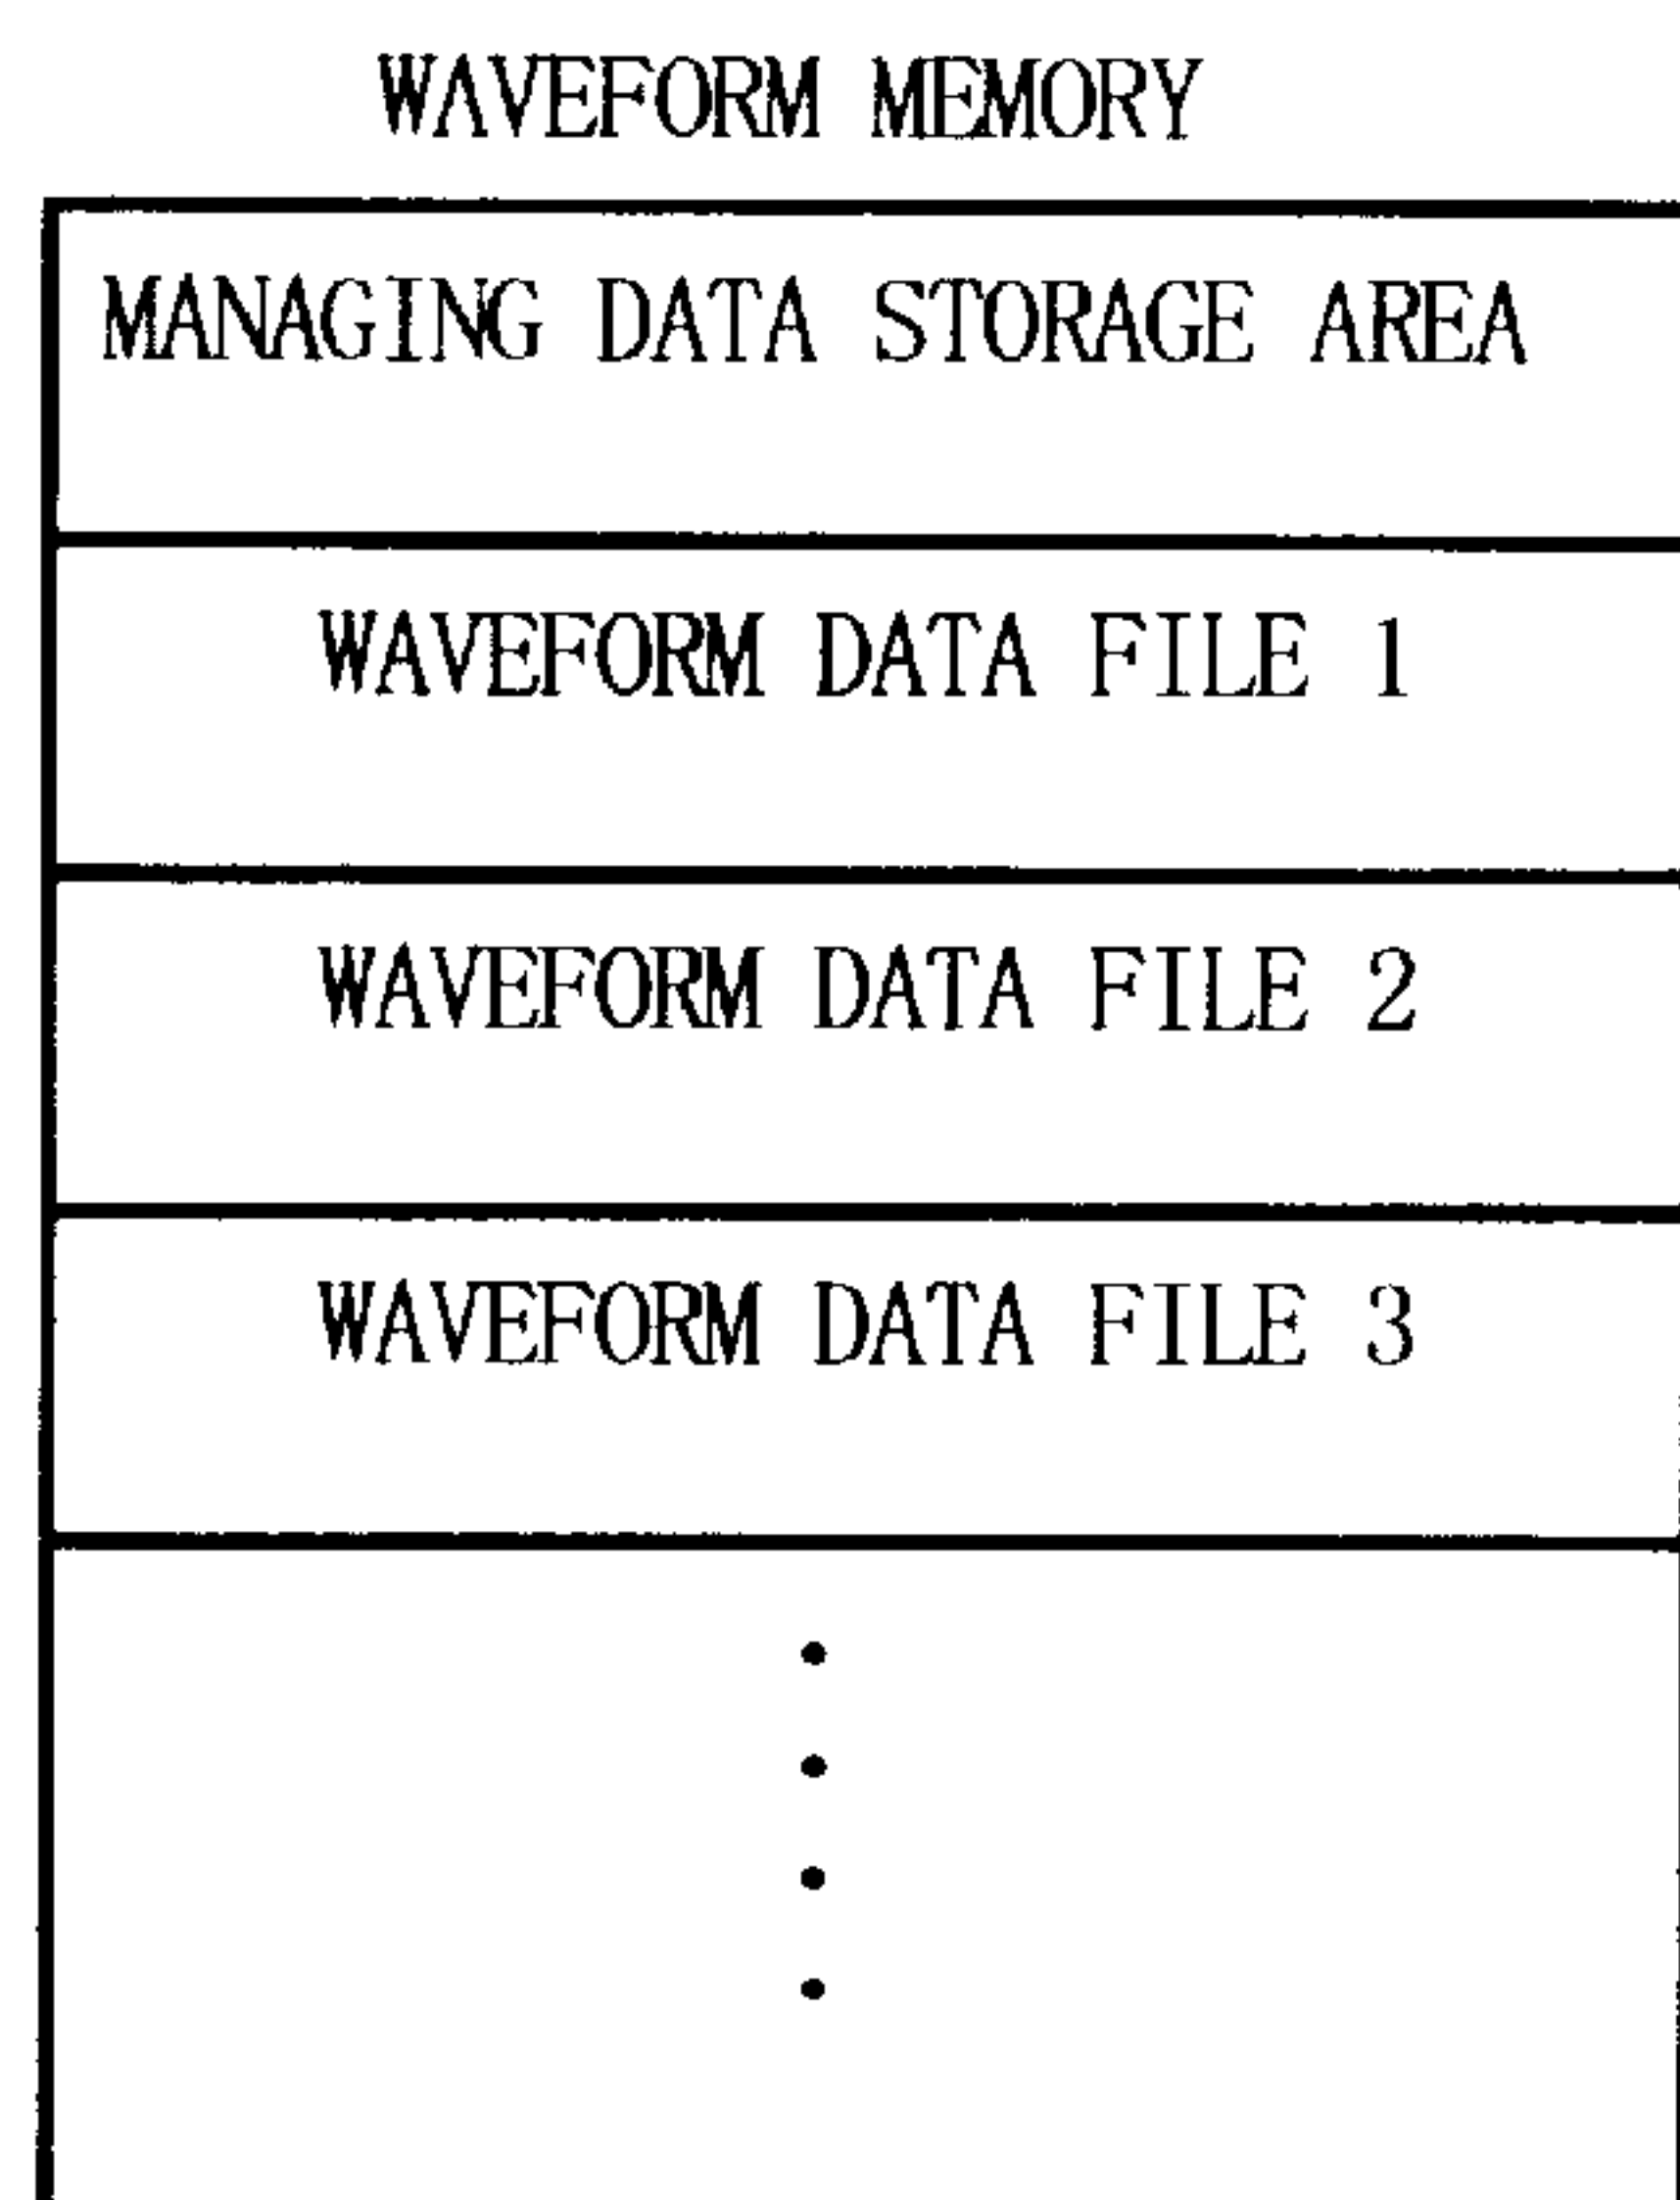 WAVEFORM MEMORY
MANAGING DATA STORAGE AREA
WAVEFORM DATA FILE 1
WAVEFORM DATA FILE 2
WAVEFORM DATA FILE 3